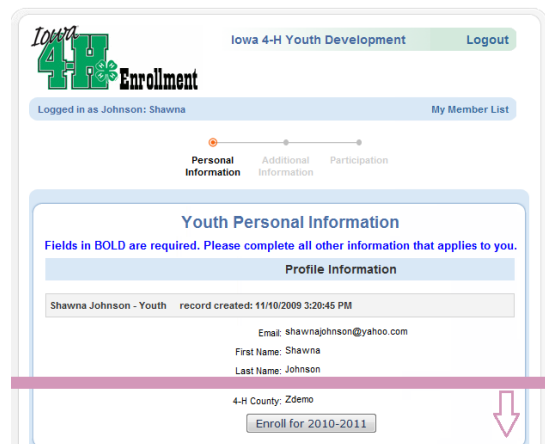 Iowa
4-H
Enrollment
Iowa 4-H Youth Development
Logout
Logged in as Johnson: Shawna
My Member List
Personal
Information
Additional
Information
Participation
Youth Personal Information
Fields in BOLD are required. Please complete all other information that applies to you.
Profile Information
Shawna Johnson - Youth record created: 11/10/2009 3:20:45 PM
Email: shawnajohnson@yahoo.com
First Name: Shawna
Last Name: Johnson
4-H County: Zdemo
Enroll for 2010-2011